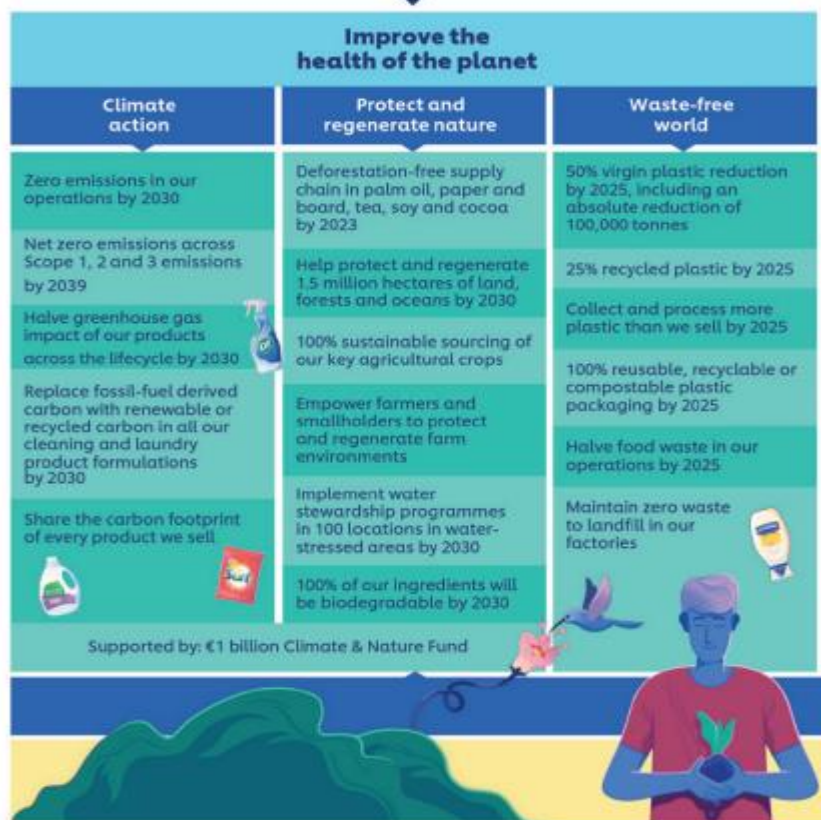 Improve the
health of the planet
Climate
action
Zero emissions in our
operations by 2030
Net zero emissions across
Scope 1, 2 and 3 emissions
by 2039
Halve greenhouse gas
impact of our products
across the lifecycle by 2030
Replace fossil-fuel derived
carbon with renewable or
recycled carbon in all our
cleaning and laundry
product formulations
by 2030
Share the carbon footprint
of every product we sell
Protect and
regenerate nature
Deforestation-free supply
chain in palm oil, paper and
board, tea, soy and cocoa
by 2023
Help protect and regenerate
1.5 million hectares of land,
forests and oceans by 2030
100% sustainable sourcing of
our key agricultural crops
Empower farmers and
smallholders to protect
and regenerate farm
environments
Implement water
stewardship programmes
in 100 locations in water-
stressed areas by 2030
100% of our ingredients will
be biodegradable by 2030
Supported by: €1 billion Climate & Nature Fund
Waste-free
world
50% virgin plastic reduction
by 2025, including an
absolute reduction of
100,000 tonnes
25% recycled plastic by 2025
Collect and process more
plastic than we sell by 2025
100% reusable, recyclable or
compostable plastic
packaging by 2025
Halve food waste in our
operations by 2025
Maintain zero waste
to landfill in our
factories